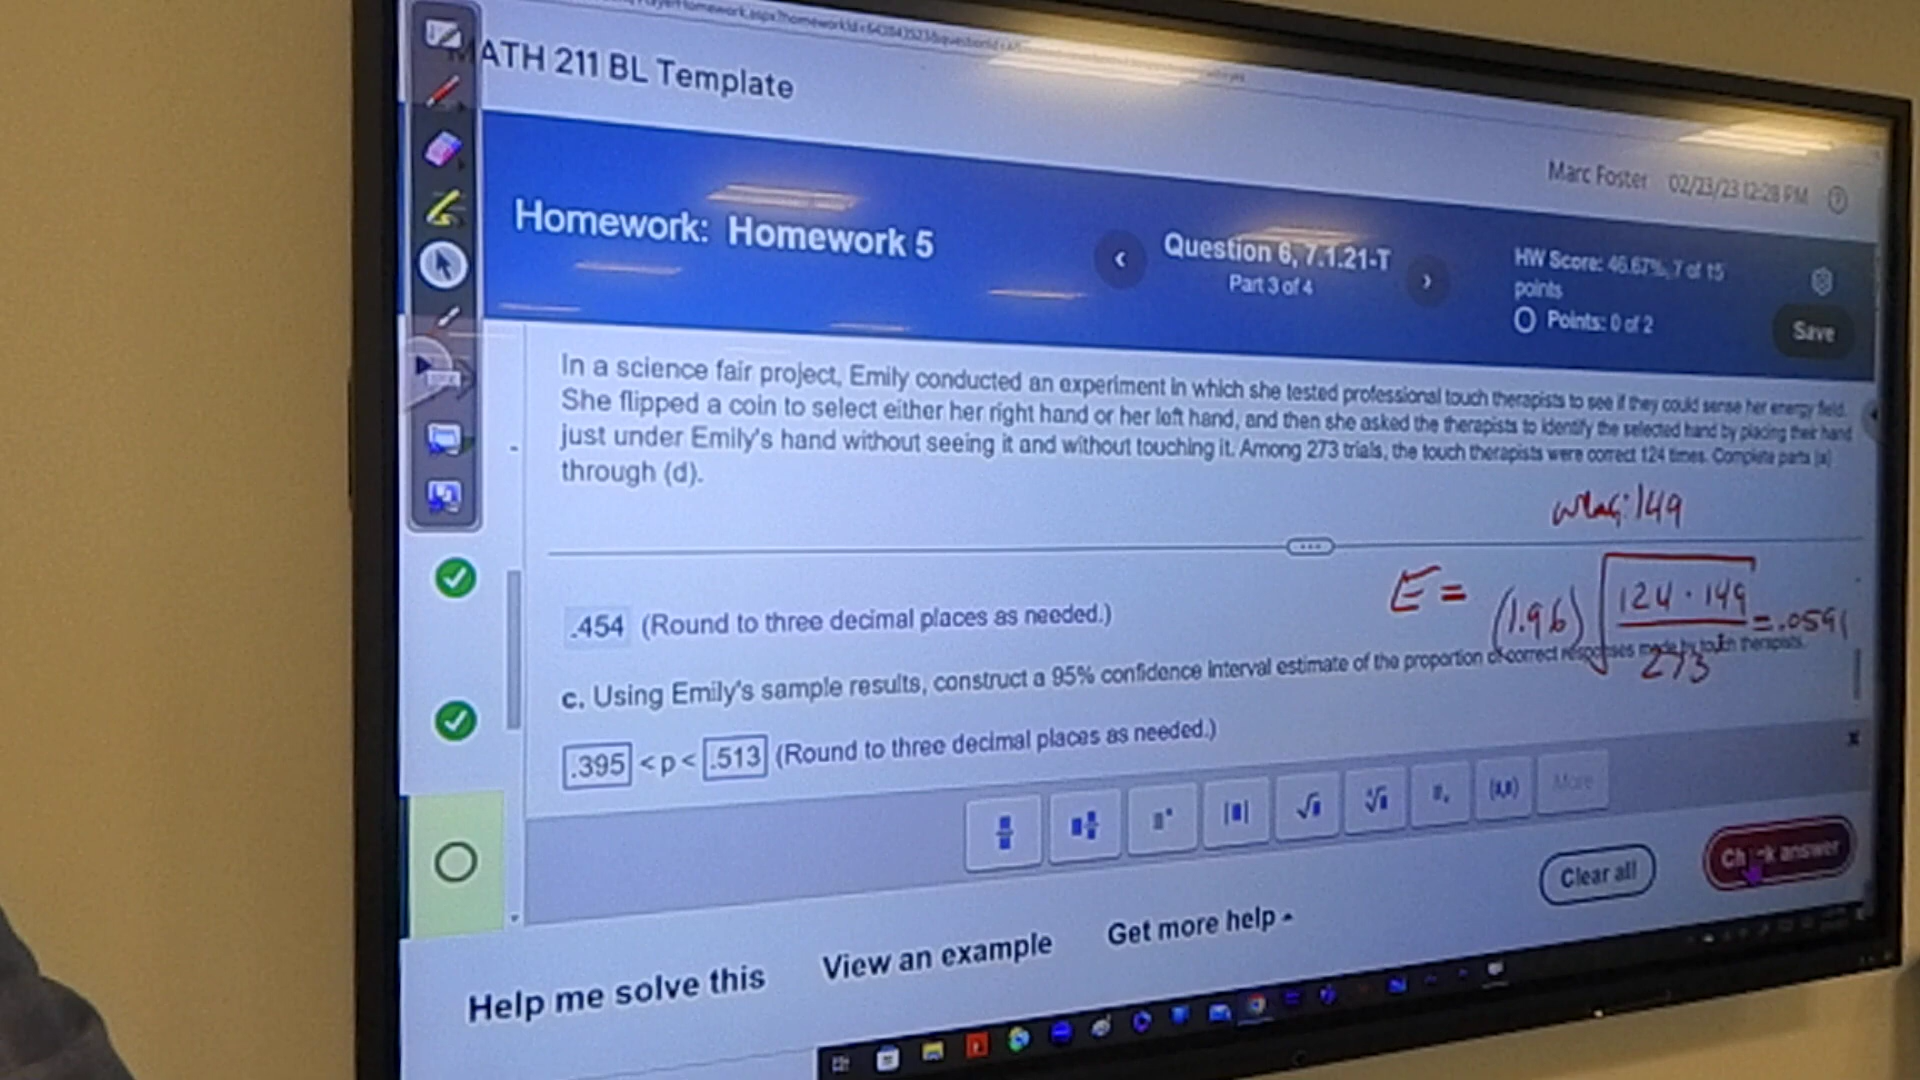 MATH 211 BL Template
Marc Foster 02/23/23 12:28 PM
Homework: Homework 5
Question 6, 7.1.21-T
Part 3 of 4
HW Score: 46.67%, 7 of 15
points
Points: 0 of 2
Save
In a science fair project, Emily conducted an experiment in which she tested professional touch therapists to see if they could sense her energy field.
She flipped a coin to select either her right hand or her left hand, and then she asked the therapists to identify the selected hand by placing their hand
just under Emily's hand without seeing it and without touching it. Among 273 trials, the touch therapists were correct 124 times. Complete parts (a)
through (d).
149
E = (1.96) √ 124 · 149 / 273 = .0591
.454 (Round to three decimal places as needed.)
c. Using Emily's sample results, construct a 95% confidence interval estimate of the proportion of correct responses made by touch therapists.
.395 < p < .513 (Round to three decimal places as needed.)
More
Clear all
Check answer
Help me solve this
View an example
Get more help